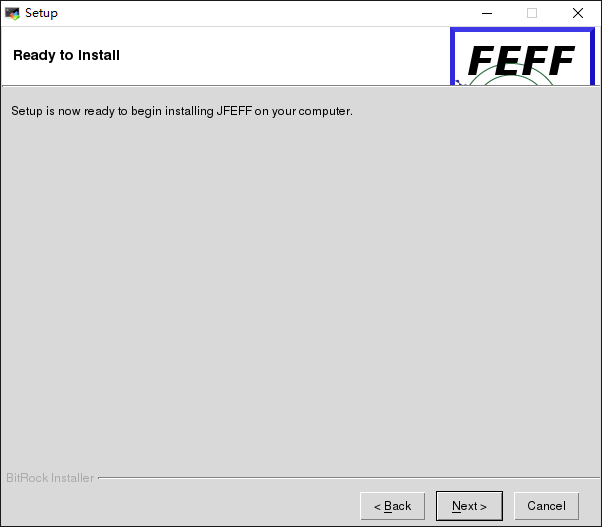 Setup
Ready to Install
FEFF
Setup is now ready to begin installing JFEFF on your computer.
BitRock Installer
< Back
Next >
Cancel